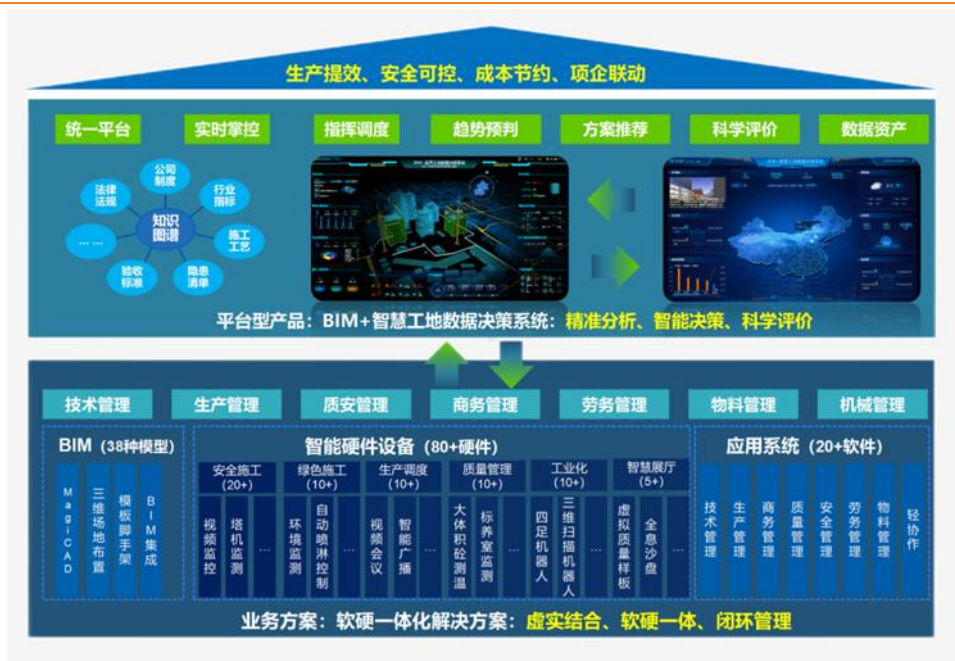 生产提效、安全可控、成本节约、项企联动
统一平台
实时掌控
指挥调度
趋势预判
方案推荐
科学评价
数据资产
公司制度
法律法规
行业指标
知识图谱
... ...
施工工艺
验收标准
隐患清单
平台型产品：BIM+智慧工地数据决策系统：精准分析、智能决策、科学评价
技术管理
生产管理
质安管理
商务管理
劳务管理
物料管理
机械管理
BIM（38种模型）
MagiCAD
三维场地布置
模板脚手架
BIM集成
智能硬件设备（80+硬件）
安全施工
(20+)
视频监控
塔机监测
...
绿色施工
(10+)
环境监测
自动喷淋控制
...
生产调度
(10+)
视频会议
智能广播
...
质量管理
(10+)
大体积砼测温
标养室监测
...
工业化
(10+)
四足机器人
三维扫描机器人
...
智慧展厅
(5+)
虚拟质量样板
全息沙盘
...
应用系统（20+软件）
技术管理
生产管理
商务管理
质量管理
安全管理
劳务管理
物料管理
轻协作
业务方案：软硬一体化解决方案：虚实结合、软硬一体、闭环管理